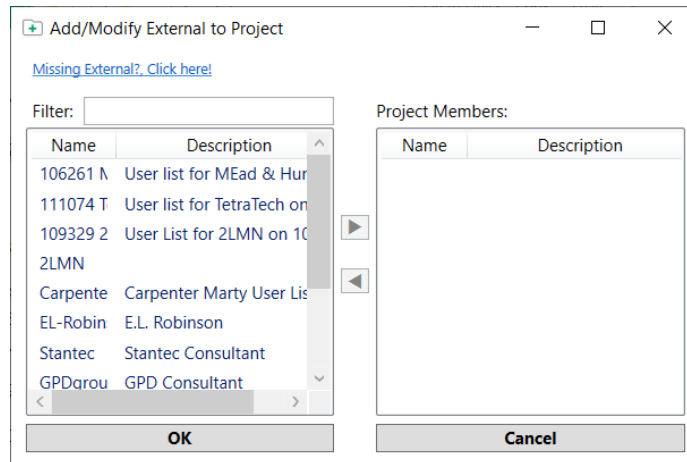 Add/Modify External to Project
Missing External?, Click here!
Filter:
Project Members:
Name Description
Name Description
106261 M User list for MEad & Hun
111074 T User list for TetraTech on
109329 2 User List for 2LMN on 10
2LMN
Carpente Carpenter Marty User Lis
EL-Robin E.L. Robinson
Stantec Stantec Consultant
GPDgrou GPD Consultant
OK
Cancel